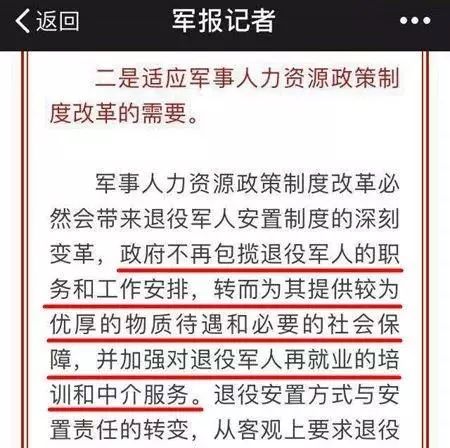 返回
军报记者
二是适应军事人力资源政策制
度改革的需要。
军事人力资源政策制度改革必
然会带来退役军人安置制度的深刻
变革，政府不再包揽退役军人的职
务和工作安排，转而为其提供较为
优厚的物质待遇和必要的社会保
障，并加强对退役军人再就业的培
训和中介服务。退役安置方式与安
置责任的转变，从客观上要求退役